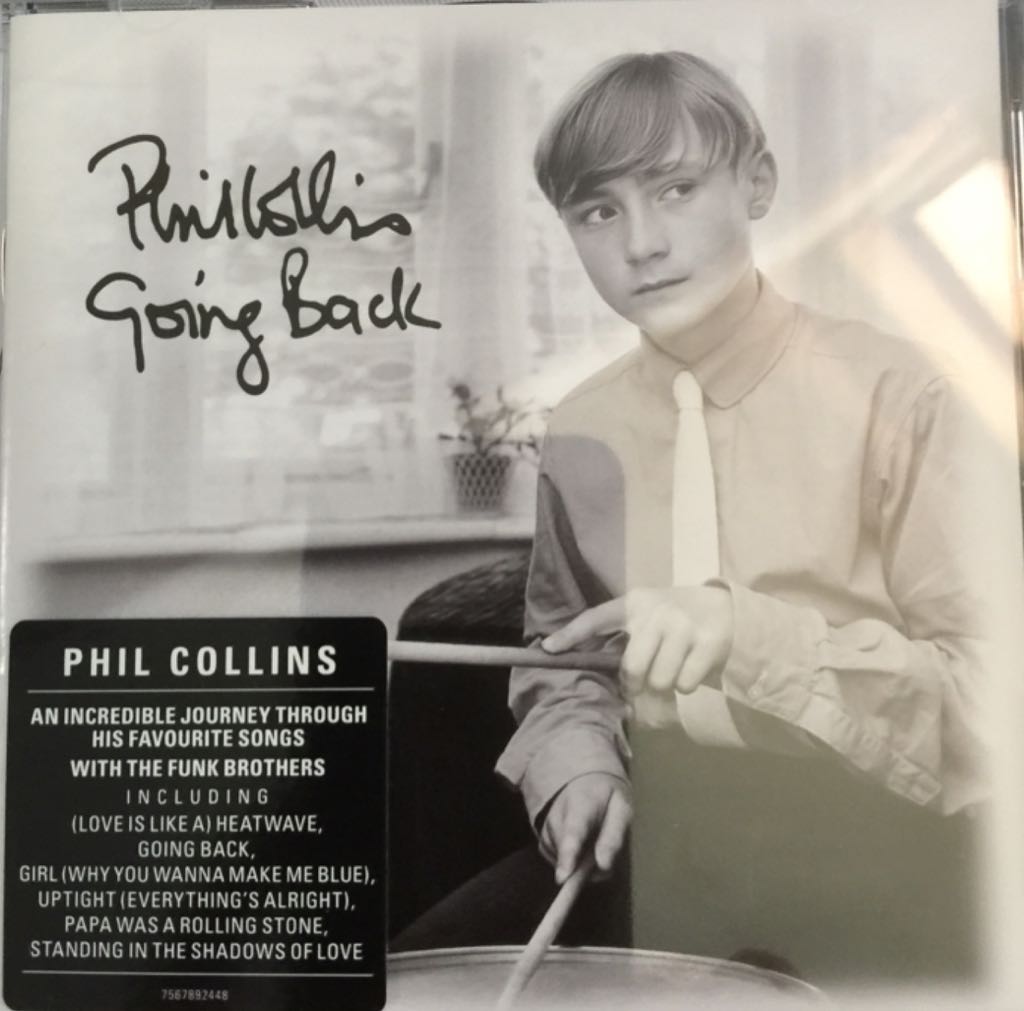 Phil Collins
Going Back
PHIL COLLINS
AN INCREDIBLE JOURNEY THROUGH
HIS FAVOURITE SONGS
WITH THE FUNK BROTHERS
INCLUDING
(LOVE IS LIKE A) HEATWAVE,
GOING BACK,
GIRL (WHY YOU WANNA MAKE ME BLUE),
UPTIGHT (EVERYTHING'S ALRIGHT),
PAPA WAS A ROLLING STONE,
STANDING IN THE SHADOWS OF LOVE
7567892448